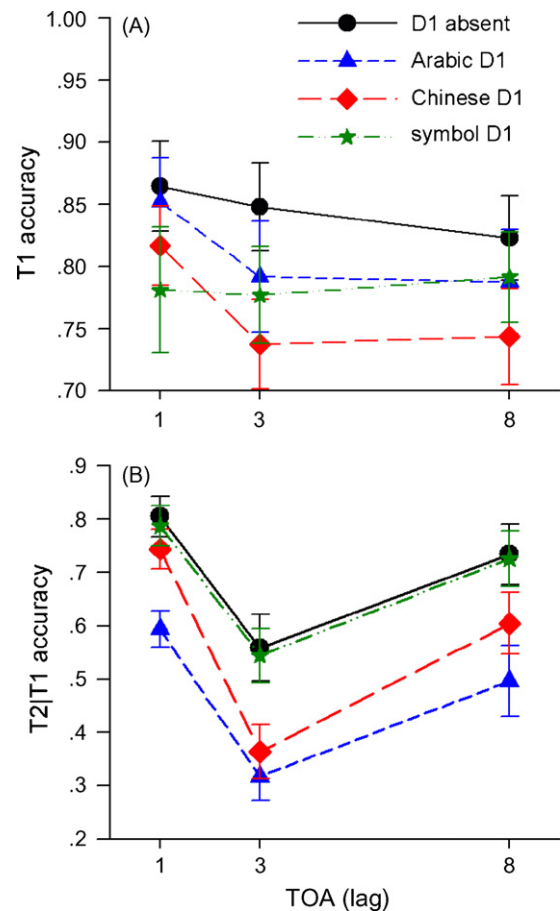 (A)
D1 absent
Arabic D1
Chinese D1
symbol D1
T1 accuracy
1.00
.95
.90
.85
.80
.75
.70
1
3
8
(B)
T2|T1 accuracy
.9
.8
.7
.6
.5
.4
.3
.2
1
3
8
TOA (lag)